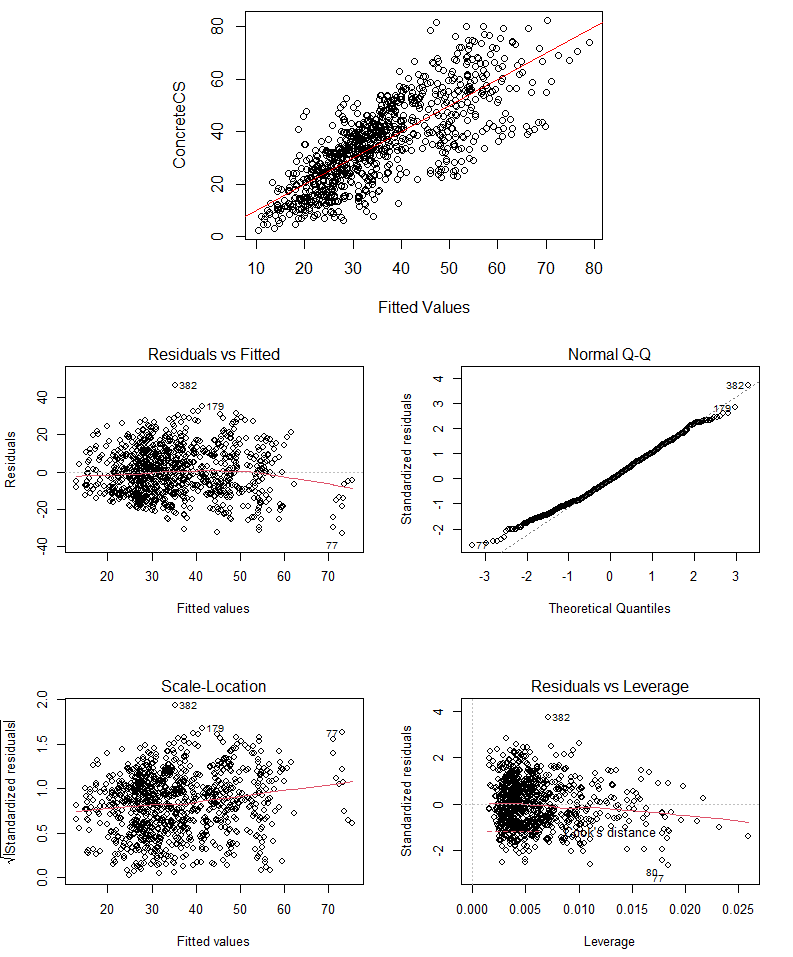 80
60
40
20
0
ConcreteCS
10 20 30 40 50 60 70 80
Fitted Values
Residuals vs Fitted
40
20
0
-20
-40
Residuals
382
179
77
20 30 40 50 60 70
Fitted values
Normal Q-Q
4
3
2
1
0
-1
-2
Standardized residuals
382
179
77
-3 -2 -1 0 1 2 3
Theoretical Quantiles
Scale-Location
2.0
1.5
1.0
0.5
0.0
√|Standardized residuals|
382
179
77
20 30 40 50 60 70
Fitted values
Residuals vs Leverage
4
2
0
-2
Standardized residuals
382
Cook's distance
80
77
0.000 0.005 0.010 0.015 0.020 0.025
Leverage